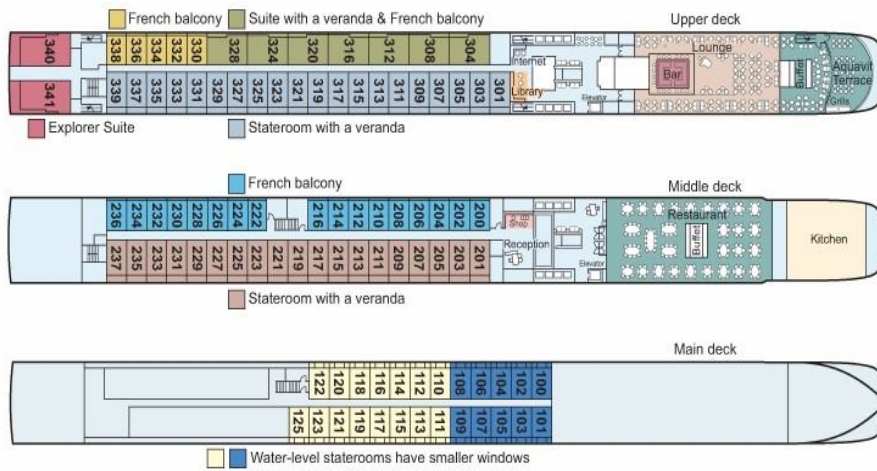 French balcony Suite with a veranda & French balcony Upper deck
340 338 336 334 332 330 328 324 320 316 312 308 304 Internet Lounge
Bar Buffet Aquavit
Terrace
341 339 337 335 333 331 329 327 325 323 321 319 317 315 313 311 309 307 305 303 301 Library
Elevator Grills
Explorer Suite Stateroom with a veranda
French balcony Middle deck
236 234 232 230 228 226 224 222 216 214 212 210 208 206 204 202 200 Shop Restaurant
Reception Buffet Kitchen
237 235 233 231 229 227 225 223 221 219 217 215 213 211 209 207 205 203 201 Elevator
Stateroom with a veranda
Main deck
122 120 118 116 114 112 110 108 106 104 102 100
125 123 121 119 117 115 113 111 109 107 105 103 101
Water-level staterooms have smaller windows